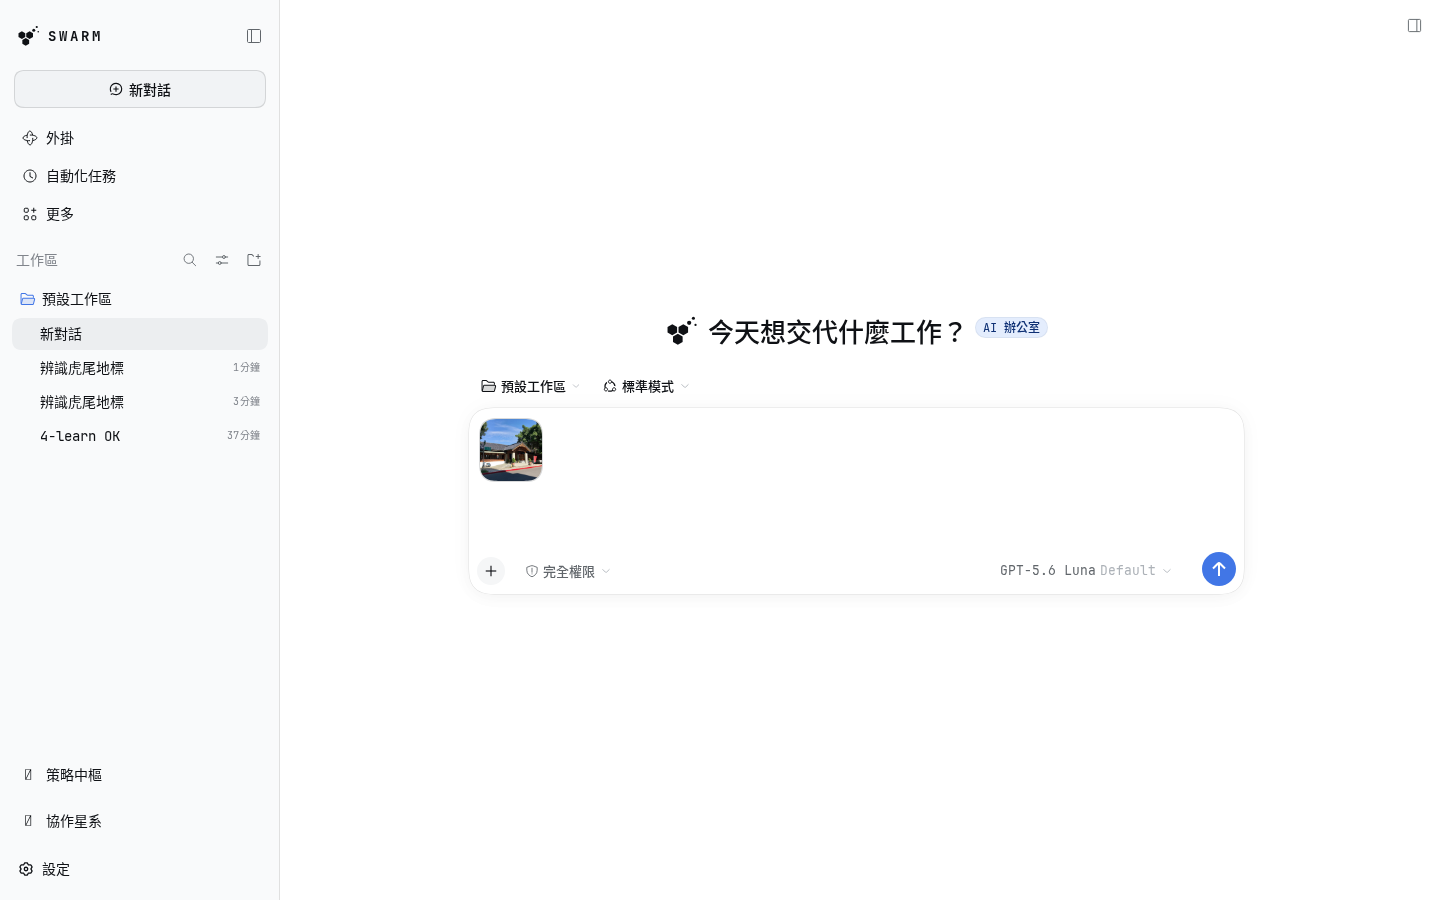 SWARM
新對話
外掛
自動化任務
更多
工作區
預設工作區
新對話
辨識虎尾地標 1分鐘
辨識虎尾地標 3分鐘
4-learn OK 37分鐘
策略中樞
協作星系
設定
今天想交代什麼工作？ AI 辦公室
預設工作區 標準模式
完全權限 GPT-5.6 Luna Default